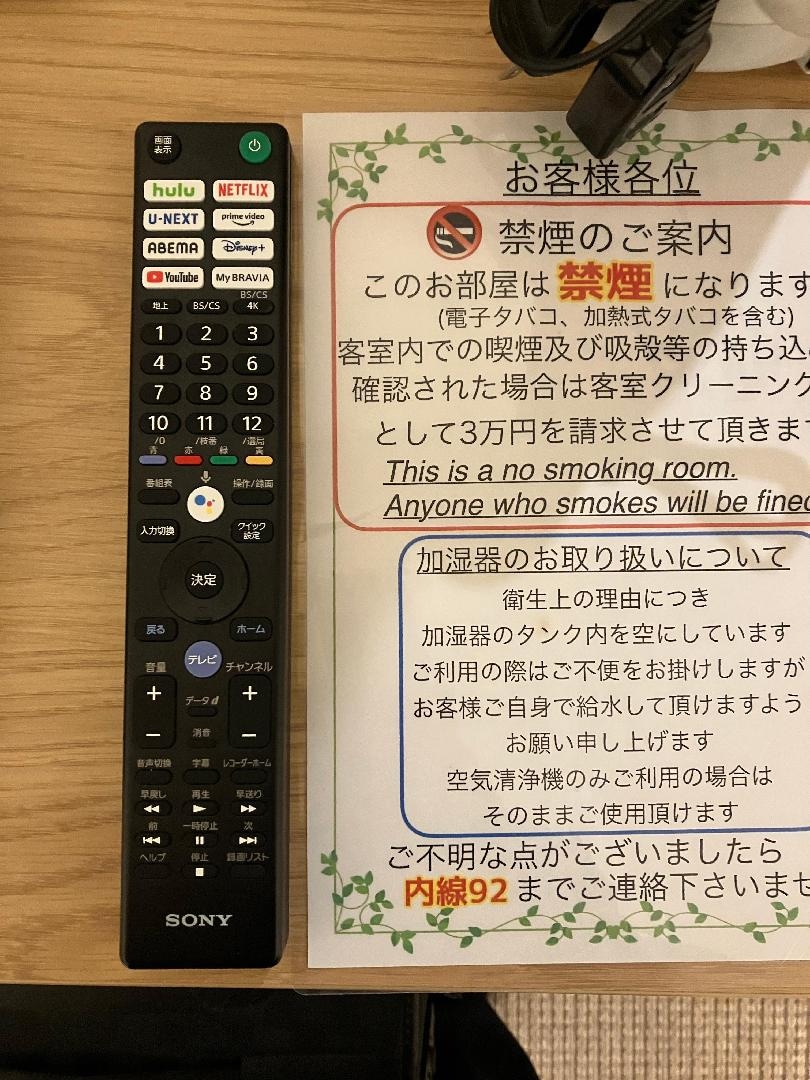 画面
表示
hulu NETFLIX
U-NEXT prime video
ABEMA Disney+
YouTube My BRAVIA
地上 BS/CS BS/CS
4K
1 2 3
4 5 6
7 8 9
10 11 12
/0 /枝番 /選局
青 赤 緑 黄
番組表 操作/録画
入力切換 クイック
設定
決定
戻る ホーム
テレビ
音量 チャンネル
+ +
データd
− −
消音
音声切換 字幕 レコーダーホーム
早戻し 再生 早送り
前 一時停止 次
ヘルプ 停止 録画リスト
SONY
お客様各位
禁煙のご案内
このお部屋は 禁煙 になります
(電子タバコ、加熱式タバコを含む)
客室内での喫煙及び吸殻等の持ち込
確認された場合は客室クリーニング
として3万円を請求させて頂きま
This is a no smoking room.
Anyone who smokes will be fined
加湿器のお取り扱いについて
衛生上の理由につき
加湿器のタンク内を空にしています
ご利用の際はご不便をお掛けしますが
お客様ご自身で給水して頂けますよう
お願い申し上げます
空気清浄機のみご利用の場合は
そのままご使用頂けます
ご不明な点がございましたら
内線92 までご連絡下さいませ